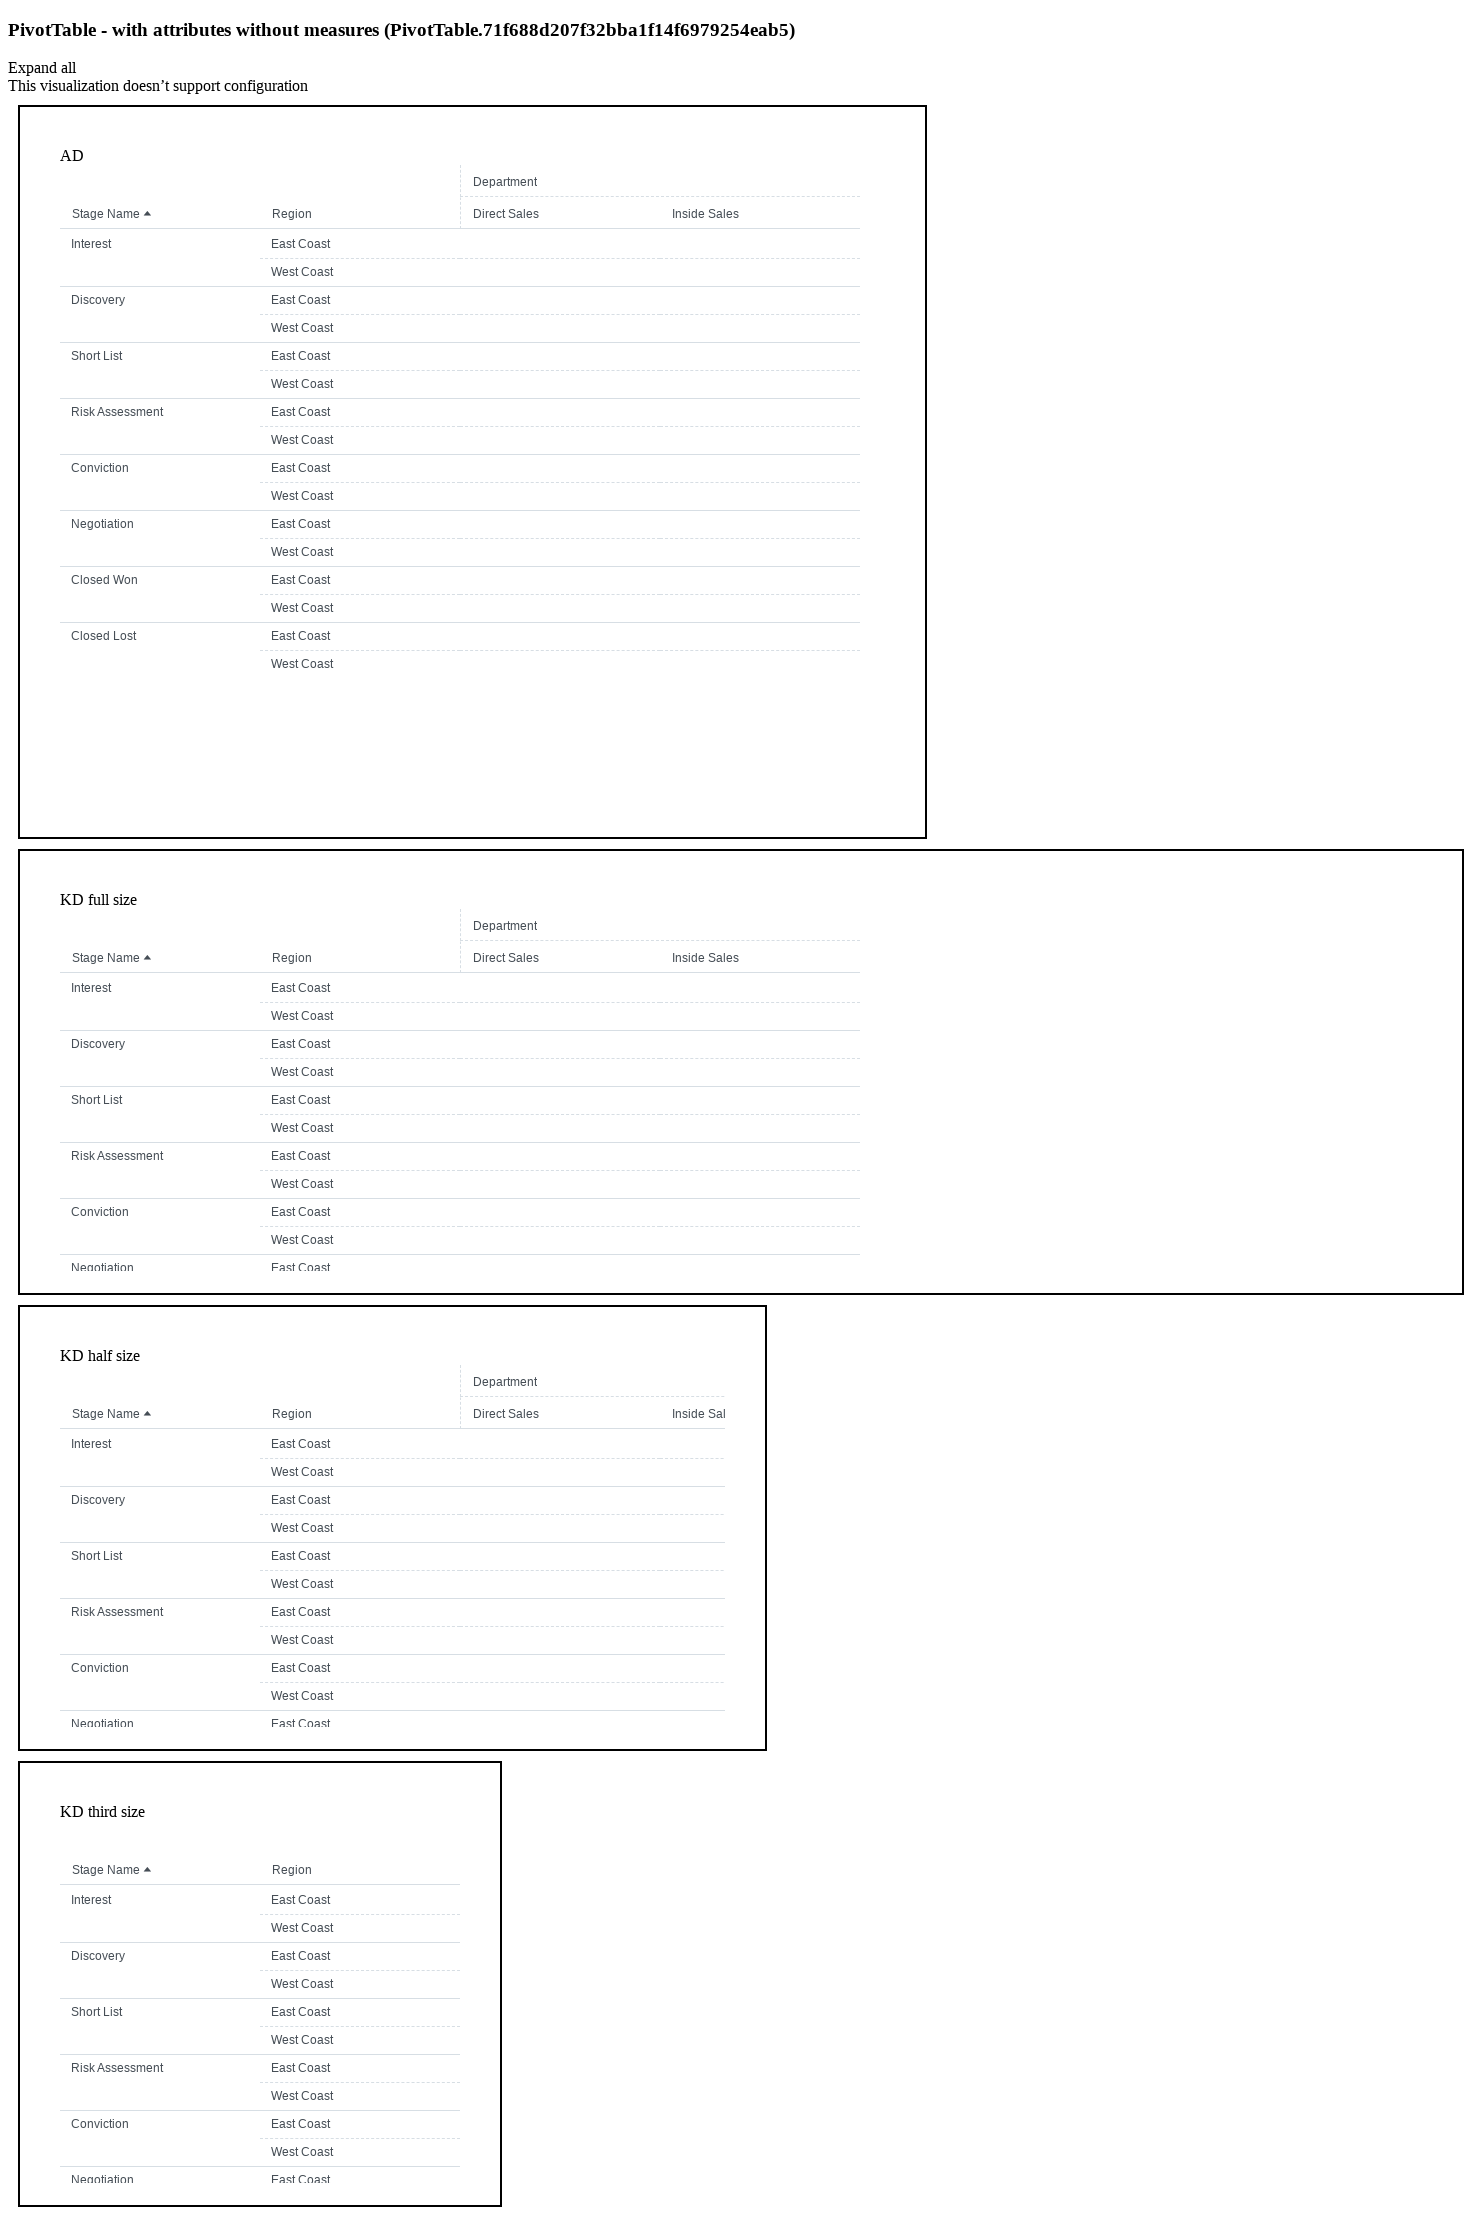 PivotTable - with attributes without measures (PivotTable.71f688d207f32bba1f14f6979254eab5)
Expand all
This visualization doesn’t support configuration
AD
Department
Stage Name Region Direct Sales Inside Sales
Interest East Coast
West Coast
Discovery East Coast
West Coast
Short List East Coast
West Coast
Risk Assessment East Coast
West Coast
Conviction East Coast
West Coast
Negotiation East Coast
West Coast
Closed Won East Coast
West Coast
Closed Lost East Coast
West Coast
KD full size
Department
Stage Name Region Direct Sales Inside Sales
Interest East Coast
West Coast
Discovery East Coast
West Coast
Short List East Coast
West Coast
Risk Assessment East Coast
West Coast
Conviction East Coast
West Coast
Negotiation East Coast
KD half size
Department
Stage Name Region Direct Sales Inside Sal
Interest East Coast
West Coast
Discovery East Coast
West Coast
Short List East Coast
West Coast
Risk Assessment East Coast
West Coast
Conviction East Coast
West Coast
Negotiation East Coast
KD third size
Stage Name Region
Interest East Coast
West Coast
Discovery East Coast
West Coast
Short List East Coast
West Coast
Risk Assessment East Coast
West Coast
Conviction East Coast
West Coast
Negotiation East Coast